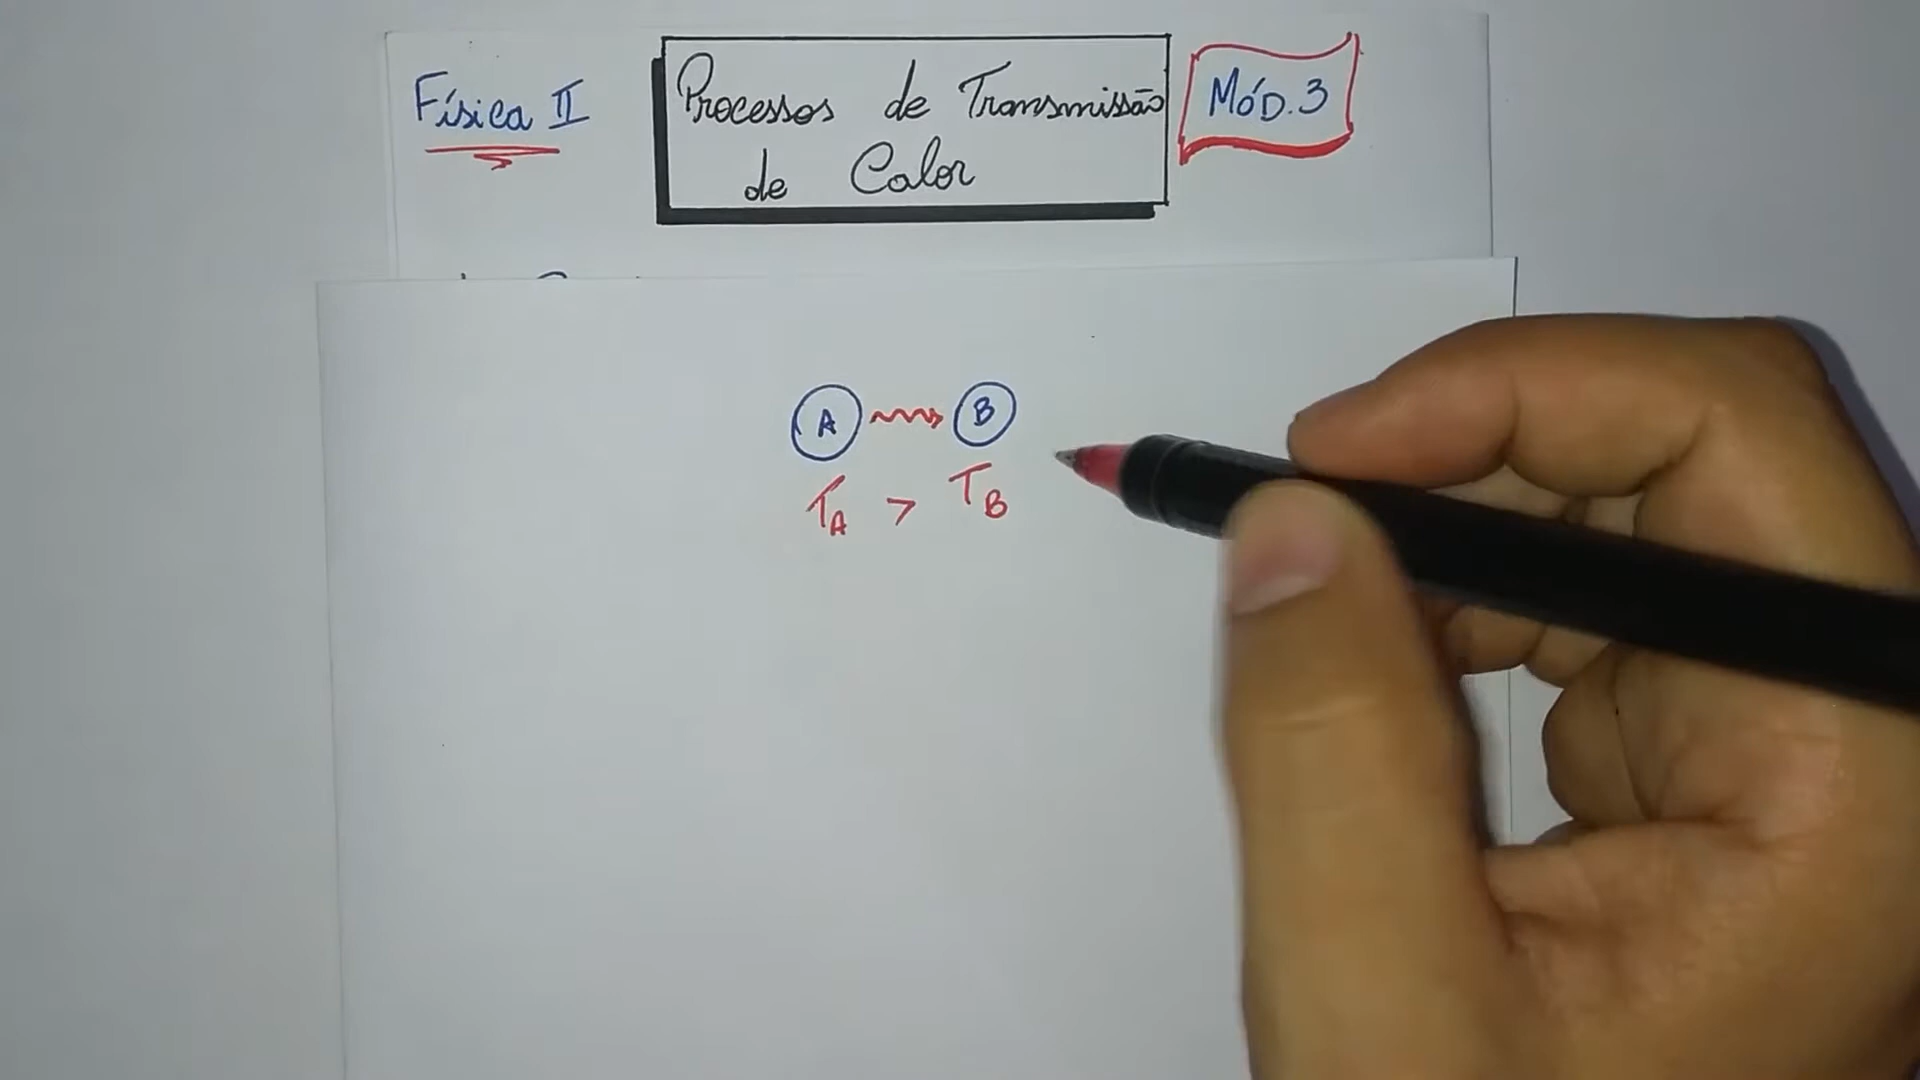 Física II
Processos de Transmissão
de Calor
MÓD.3
A B
TA > TB